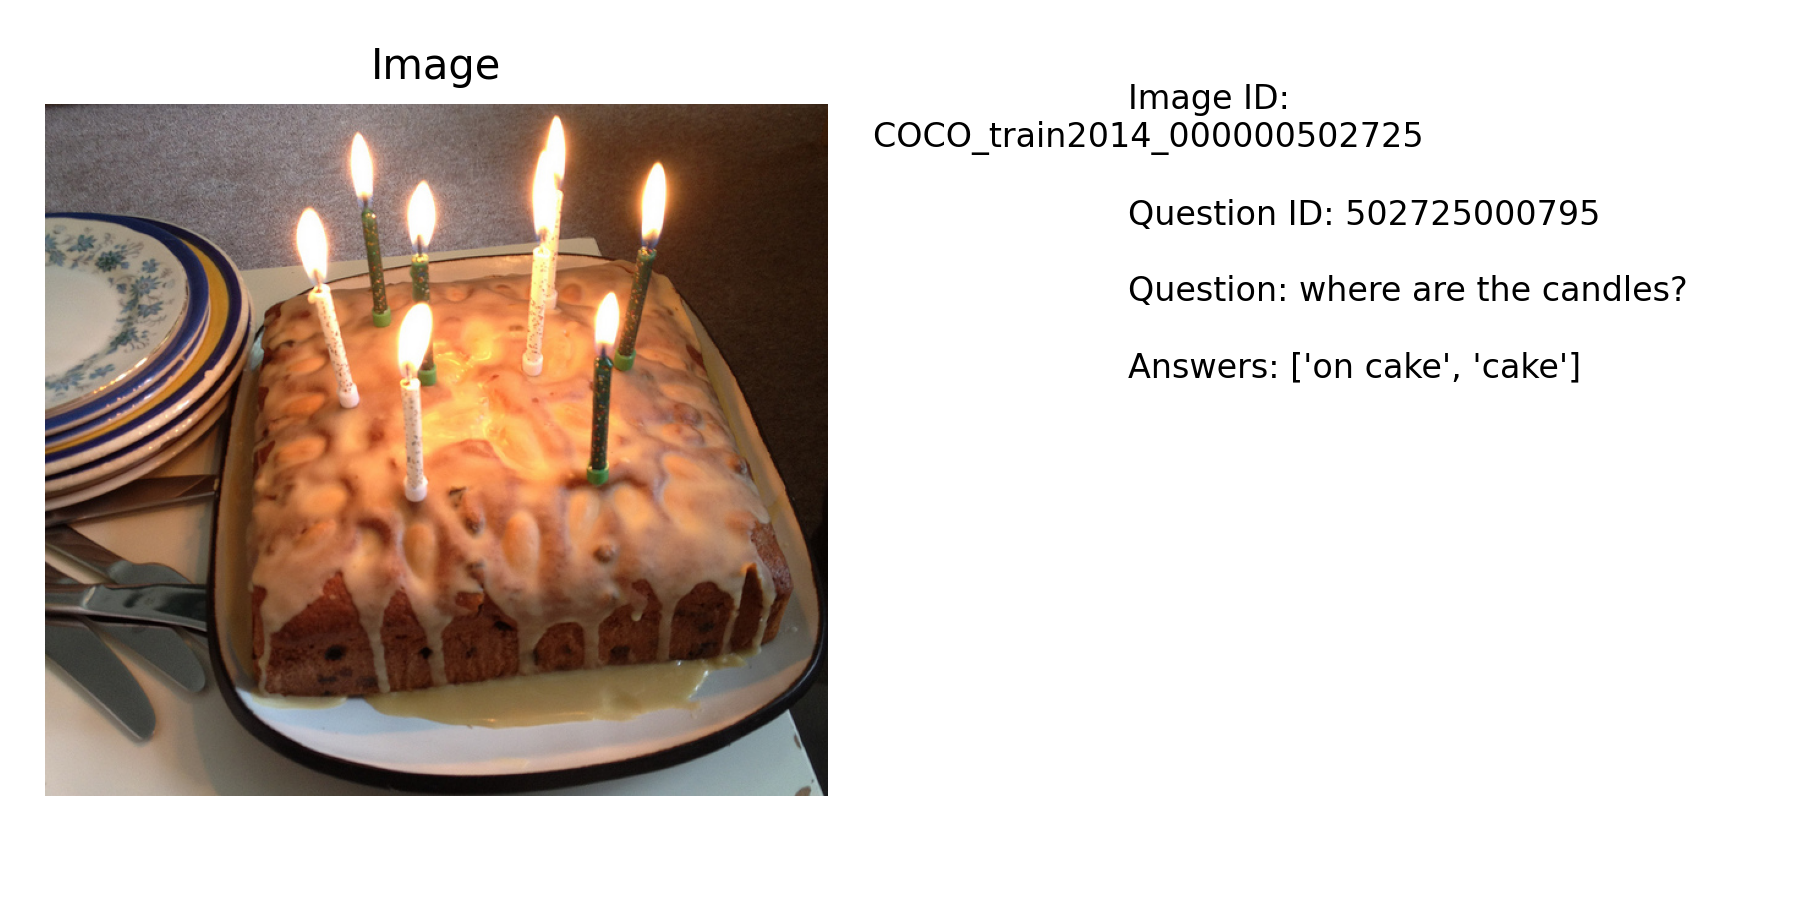 Image
Image ID:
COCO_train2014_000000502725
Question ID: 502725000795
Question: where are the candles?
Answers: ['on cake', 'cake']